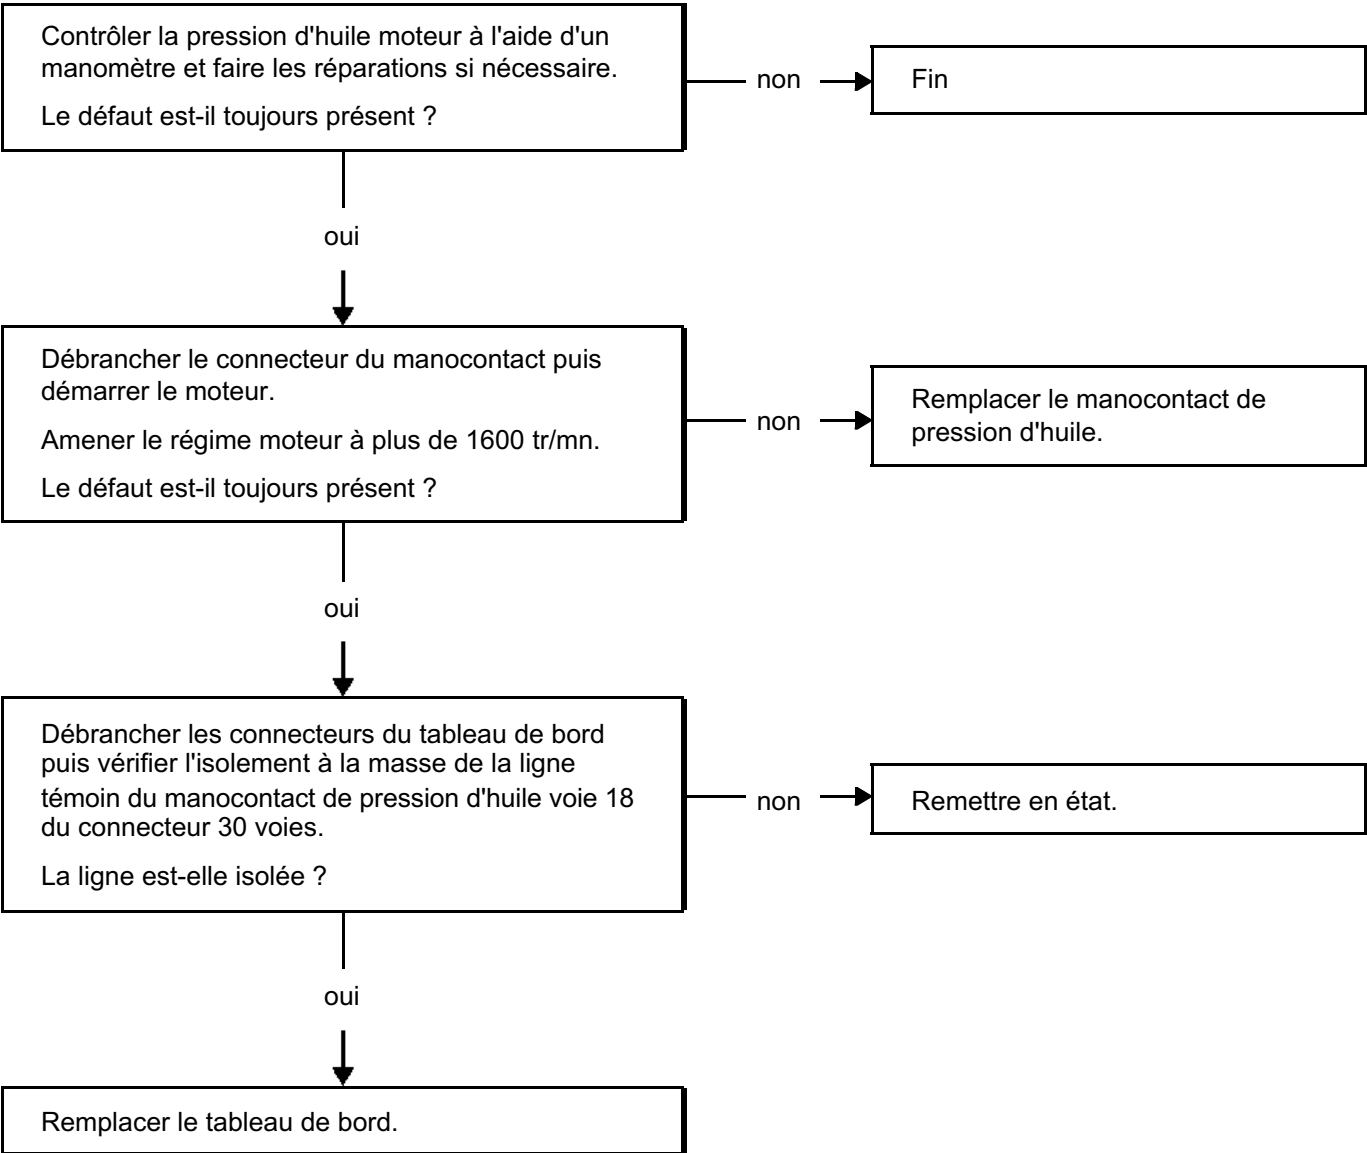 Contrôler la pression d'huile moteur à l'aide d'un
manomètre et faire les réparations si nécessaire.
Le défaut est-il toujours présent ?
non
Fin
oui
Débrancher le connecteur du manocontact puis
démarrer le moteur.
Amener le régime moteur à plus de 1600 tr/mn.
Le défaut est-il toujours présent ?
non
Remplacer le manocontact de
pression d'huile.
oui
Débrancher les connecteurs du tableau de bord
puis vérifier l'isolement à la masse de la ligne
témoin du manocontact de pression d'huile voie 18
du connecteur 30 voies.
La ligne est-elle isolée ?
non
Remettre en état.
oui
Remplacer le tableau de bord.